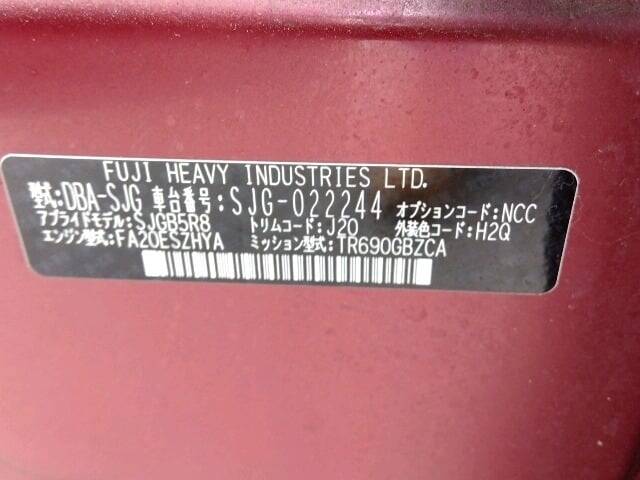 FUJI HEAVY INDUSTRIES LTD.
型式:DBA-SJG 車台番号:SJG-022244 オプションコード:NCC
アプライドモデル:SJGB5R8 トリムコード:J20 外装色コード:H2Q
エンジン型式:FA20ESZHYA ミッション型式:TR690GBZCA